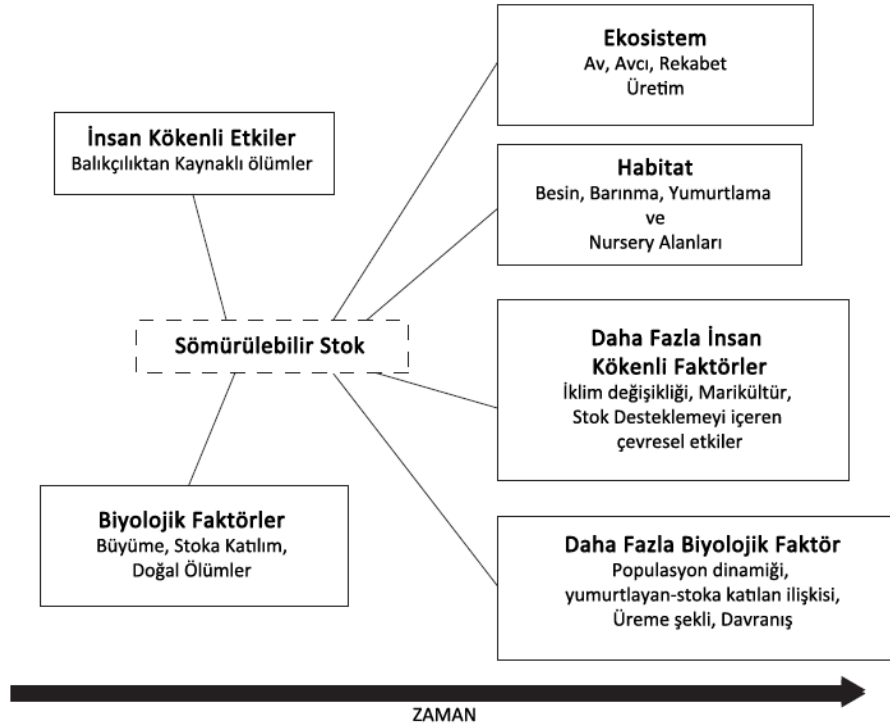 Ekosistem
Av, Avcı, Rekabet
Üretim
İnsan Kökenli Etkiler
Balıkçılıktan Kaynaklı ölümler
Habitat
Besin, Barınma, Yumurtlama
ve
Nursery Alanları
Sömürülebilir Stok
Daha Fazla İnsan
Kökenli Faktörler
İklim değişikliği, Marikültür,
Stok Desteklemeyi içeren
çevresel etkiler
Biyolojik Faktörler
Büyüme, Stoka Katılım,
Doğal Ölümler
Daha Fazla Biyolojik Faktör
Populasyon dinamiği,
yumurtlayan-stoka katılan ilişkisi,
Üreme şekli, Davranış
ZAMAN